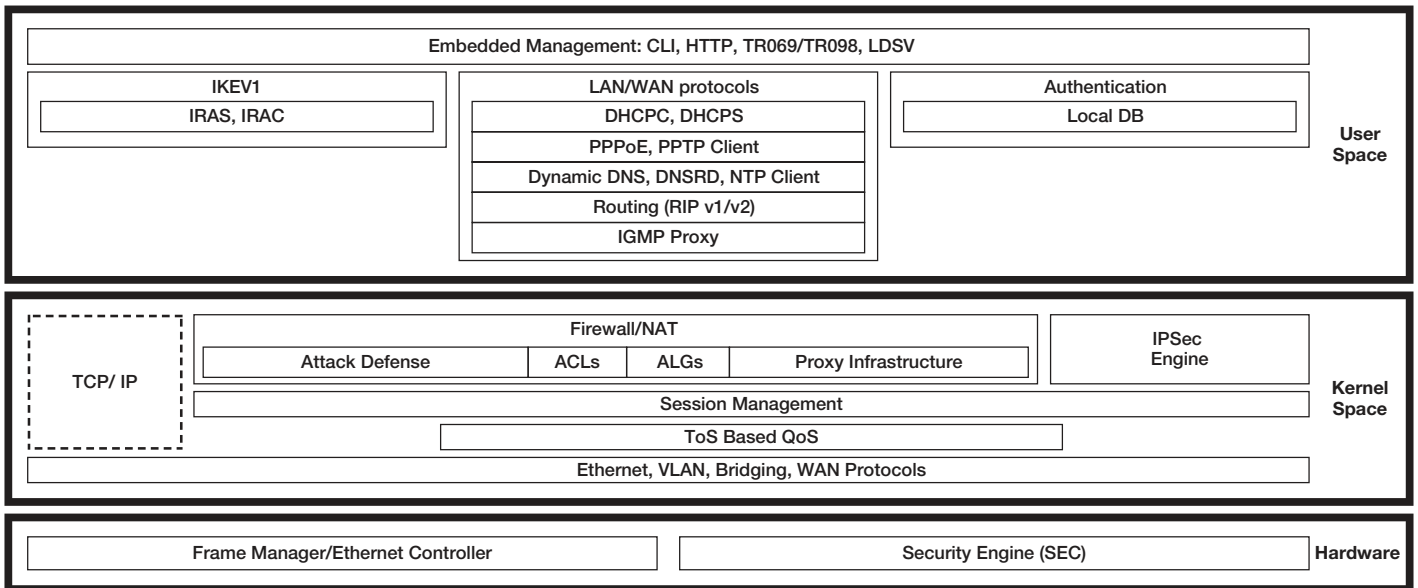 Embedded Management: CLI, HTTP, TR069/TR098, LDSV
IKEV1
IRAS, IRAC
LAN/WAN protocols
DHCPC, DHCPS
PPPoE, PPTP Client
Dynamic DNS, DNSRD, NTP Client
Routing (RIP v1/v2)
IGMP Proxy
Authentication
Local DB
User
Space
TCP/ IP
Firewall/NAT
Attack Defense
ACLs
ALGs
Proxy Infrastructure
IPSec
Engine
Session Management
ToS Based QoS
Ethernet, VLAN, Bridging, WAN Protocols
Kernel
Space
Frame Manager/Ethernet Controller
Security Engine (SEC)
Hardware